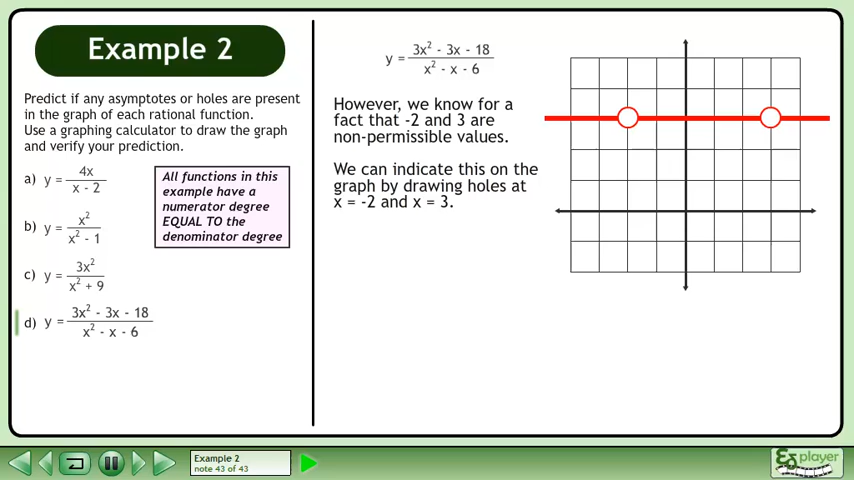 Example 2
Predict if any asymptotes or holes are present
in the graph of each rational function.
Use a graphing calculator to draw the graph
and verify your prediction.
a) y = 4x / x - 2
All functions in this
example have a
numerator degree
EQUAL TO the
denominator degree
b) y = x² / x² - 1
c) y = 3x² / x² + 9
d) y = 3x² - 3x - 18 / x² - x - 6
y = 3x² - 3x - 18 / x² - x - 6
However, we know for a
fact that -2 and 3 are
non-permissible values.
We can indicate this on the
graph by drawing holes at
x = -2 and x = 3.
Example 2
note 43 of 43
player